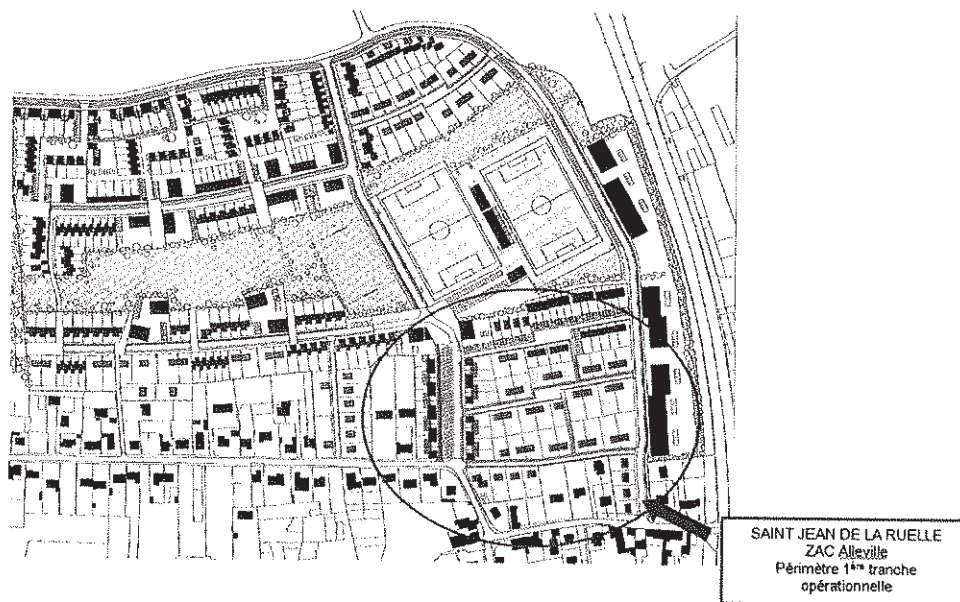 SAINT JEAN DE LA RUELLE
ZAC Alleville
Périmètre 1ère tranche
opérationnelle